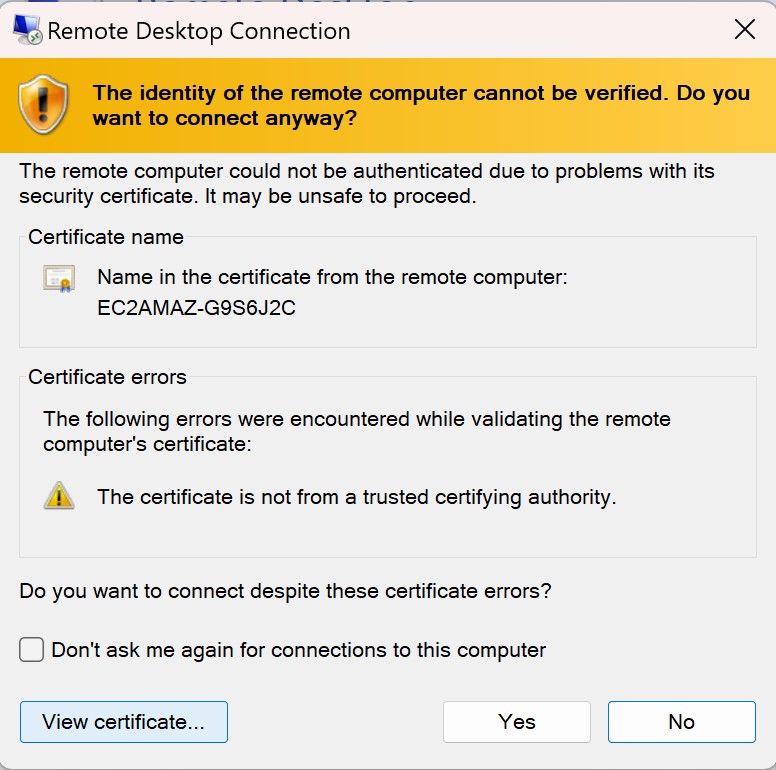 Remote Desktop Connection
The identity of the remote computer cannot be verified. Do you
want to connect anyway?
The remote computer could not be authenticated due to problems with its
security certificate. It may be unsafe to proceed.
Certificate name
Name in the certificate from the remote computer:
EC2AMAZ-G9S6J2C
Certificate errors
The following errors were encountered while validating the remote
computer's certificate:
The certificate is not from a trusted certifying authority.
Do you want to connect despite these certificate errors?
Don't ask me again for connections to this computer
View certificate...
Yes
No